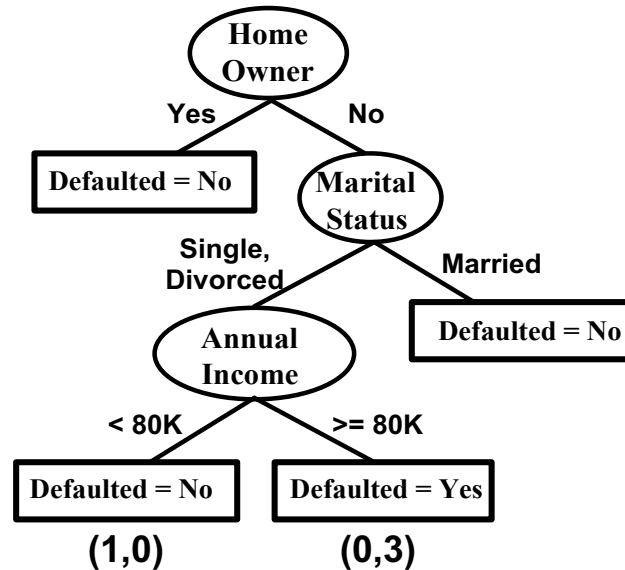 Home
Owner
Yes
No
Defaulted = No
Marital
Status
Single,
Divorced
Married
Defaulted = No
Annual
Income
< 80K
>= 80K
Defaulted = No
Defaulted = Yes
(1,0)
(0,3)